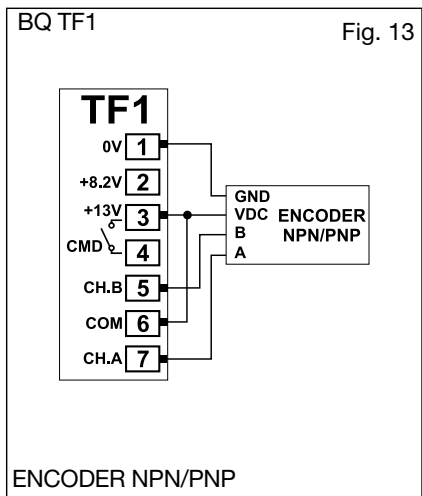 BQ TF1
Fig. 13
TF1
0V 1
+8.2V 2
+13V 3
CMD 4
CH.B 5
COM 6
CH.A 7
GND
VDC ENCODER
B NPN/PNP
A
ENCODER NPN/PNP